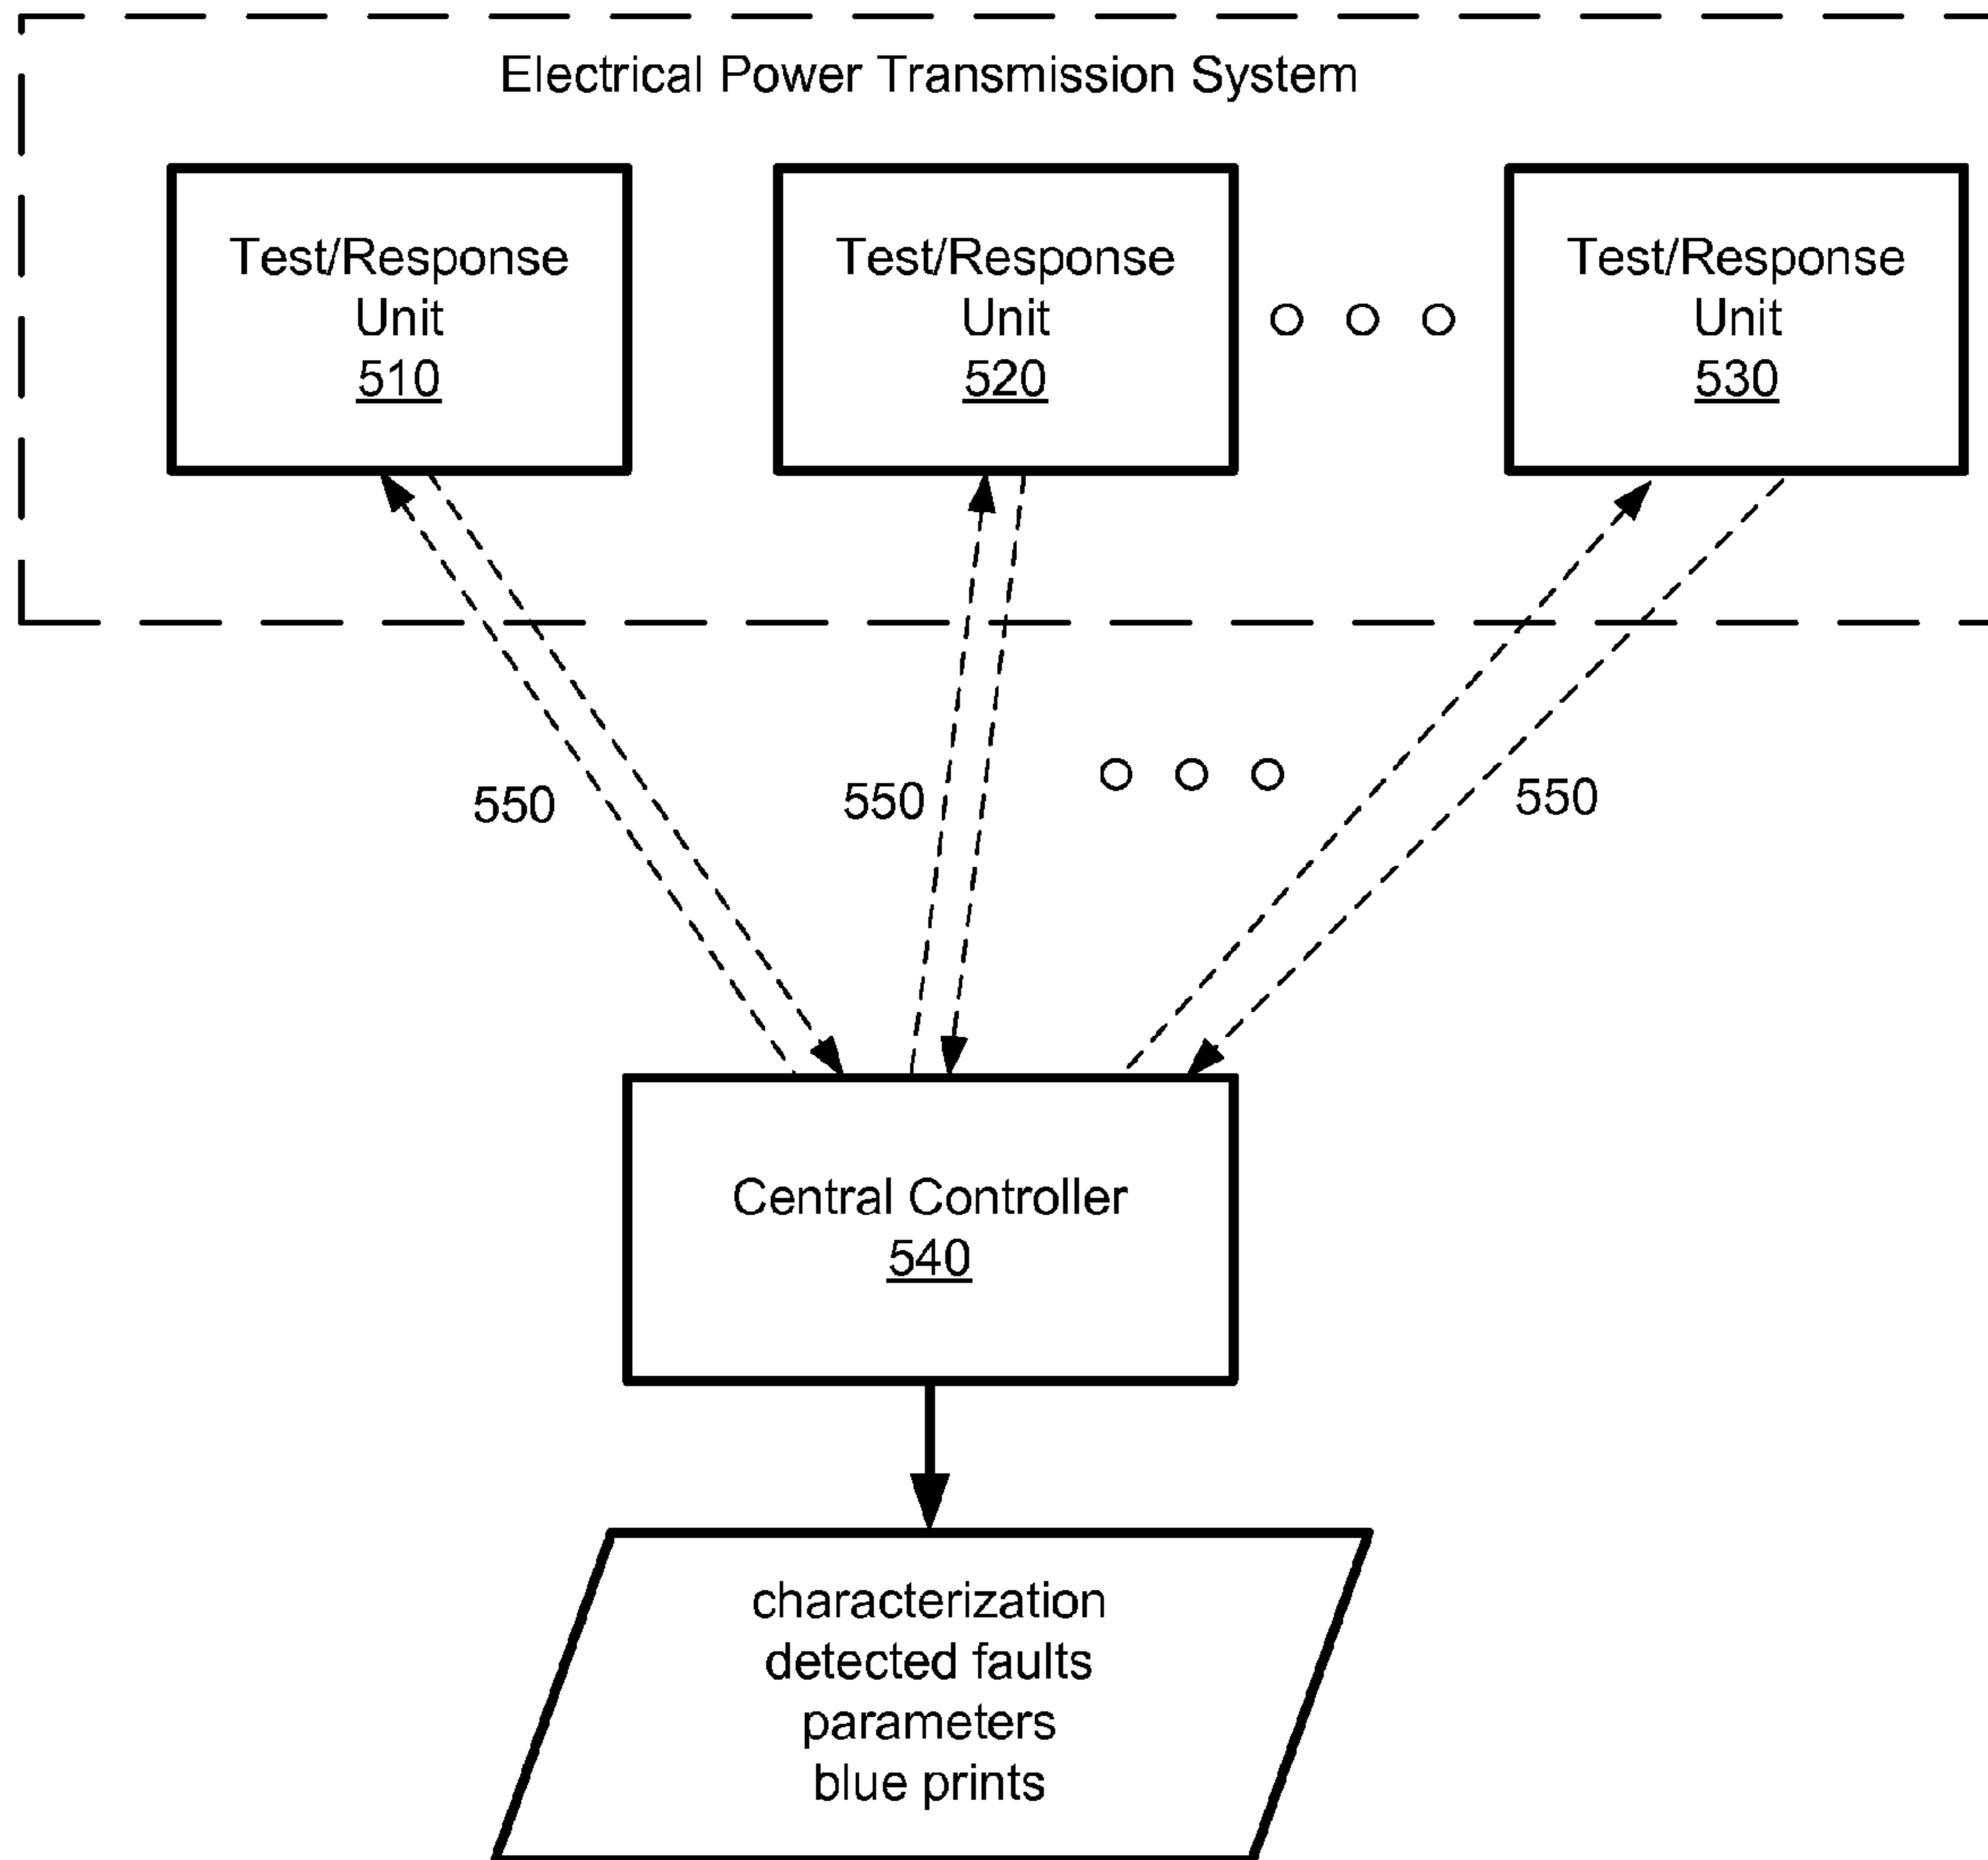 Electrical Power Transmission System
Test/Response
Unit
510
Test/Response
Unit
520
Test/Response
Unit
530
550
550
550
Central Controller
540
characterization
detected faults
parameters
blue prints